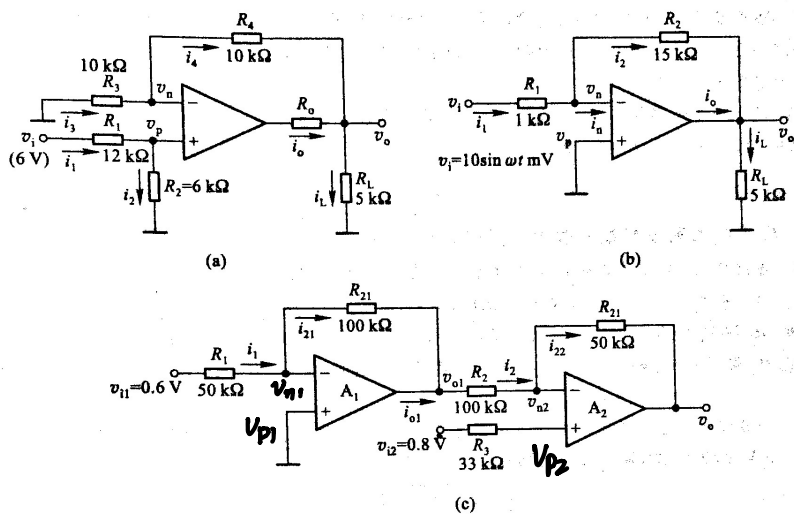 R₄
i₄ 10 kΩ
10 kΩ
R₃ vₙ
i₃
vᵢ R₁ vₚ
(6 V) i₁ 12 kΩ
i₂ R₂=6 kΩ
− +
Rₒ
iₒ vₒ
iL RL
5 kΩ
(a)
R₂
i₂ 15 kΩ
R₁ vₙ
vᵢ i₁ 1 kΩ iₙ
vₚ
− +
iₒ
vₒ
iL
vᵢ=10sin ωt mV
RL
5 kΩ
(b)
R₂₁
i₂₁ 100 kΩ
R₁ i₁
vᵢ₁=0.6 V 50 kΩ
vₙ₁
Vp1
− +
A₁
iₒ₁
vₒ₁ R₂ i₂
100 kΩ vₙ₂
R₂₁
i₂₂ 50 kΩ
− +
A₂
vₒ
vᵢ₂=0.8 V R₃
33 kΩ
Vp2
(c)